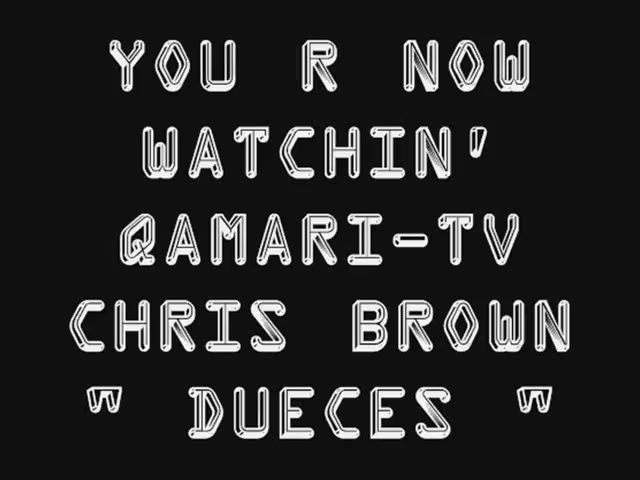 YOU R NOW
WATCHIN'
QAMARI-TV
CHRIS BROWN
" DUECES "